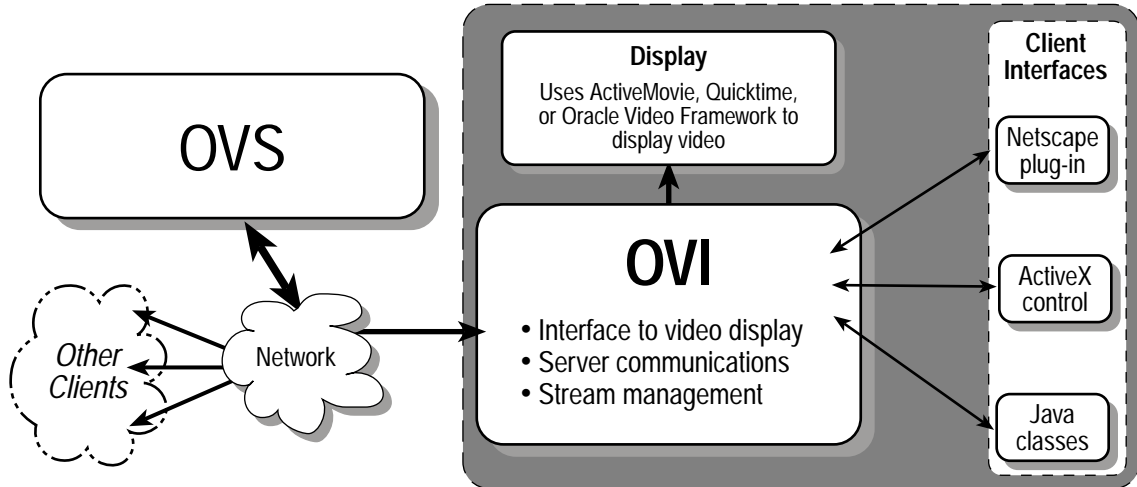 OVS
Other
Clients
Network
Display
Uses ActiveMovie, Quicktime,
or Oracle Video Framework to
display video
OVI
• Interface to video display
• Server communications
• Stream management
Client
Interfaces
Netscape
plug-in
ActiveX
control
Java
classes